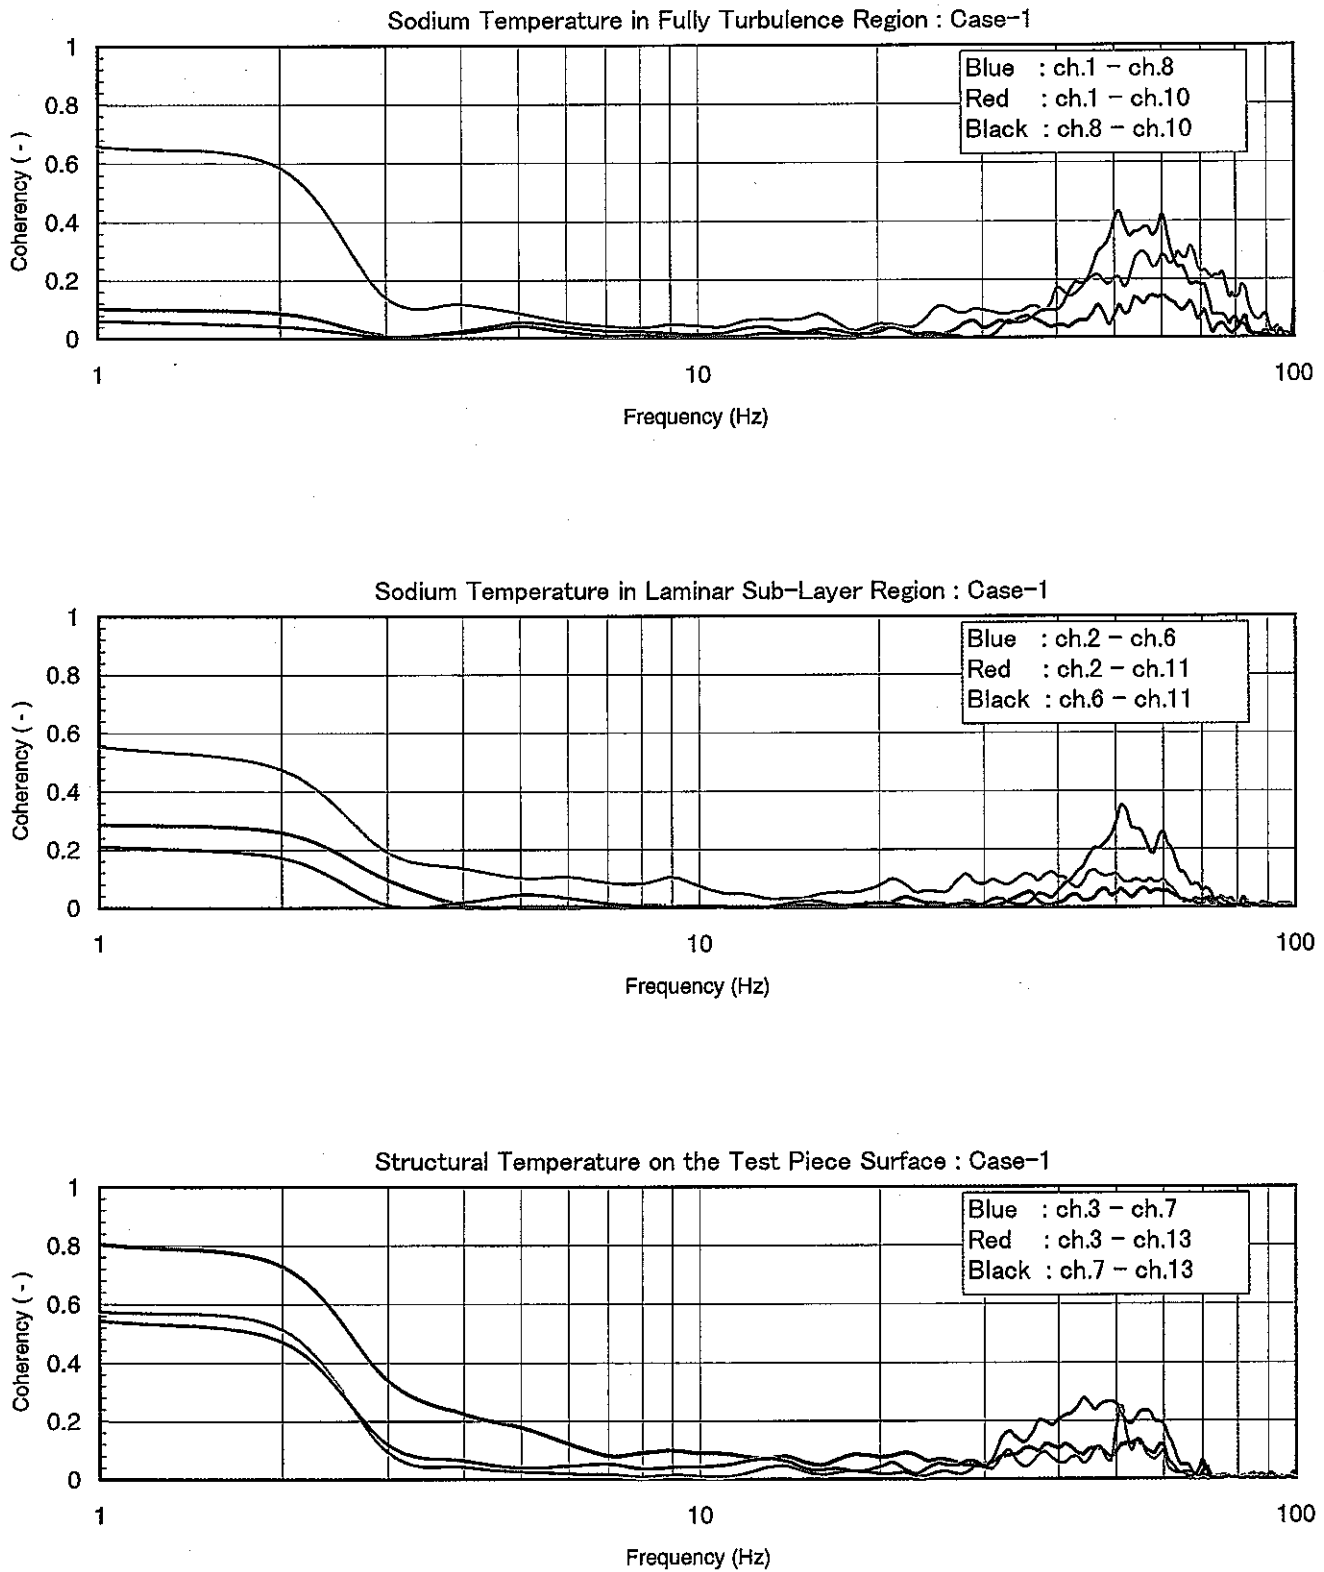 Sodium Temperature in Fully Turbulence Region : Case-1
Blue : ch.1 - ch.8
Red : ch.1 - ch.10
Black : ch.8 - ch.10
Coherency ( - )
1
0.8
0.6
0.4
0.2
0
1 10 100
Frequency (Hz)
Sodium Temperature in Laminar Sub-Layer Region : Case-1
Blue : ch.2 - ch.6
Red : ch.2 - ch.11
Black : ch.6 - ch.11
Coherency ( - )
1
0.8
0.6
0.4
0.2
0
1 10 100
Frequency (Hz)
Structural Temperature on the Test Piece Surface : Case-1
Blue : ch.3 - ch.7
Red : ch.3 - ch.13
Black : ch.7 - ch.13
Coherency ( - )
1
0.8
0.6
0.4
0.2
0
1 10 100
Frequency (Hz)